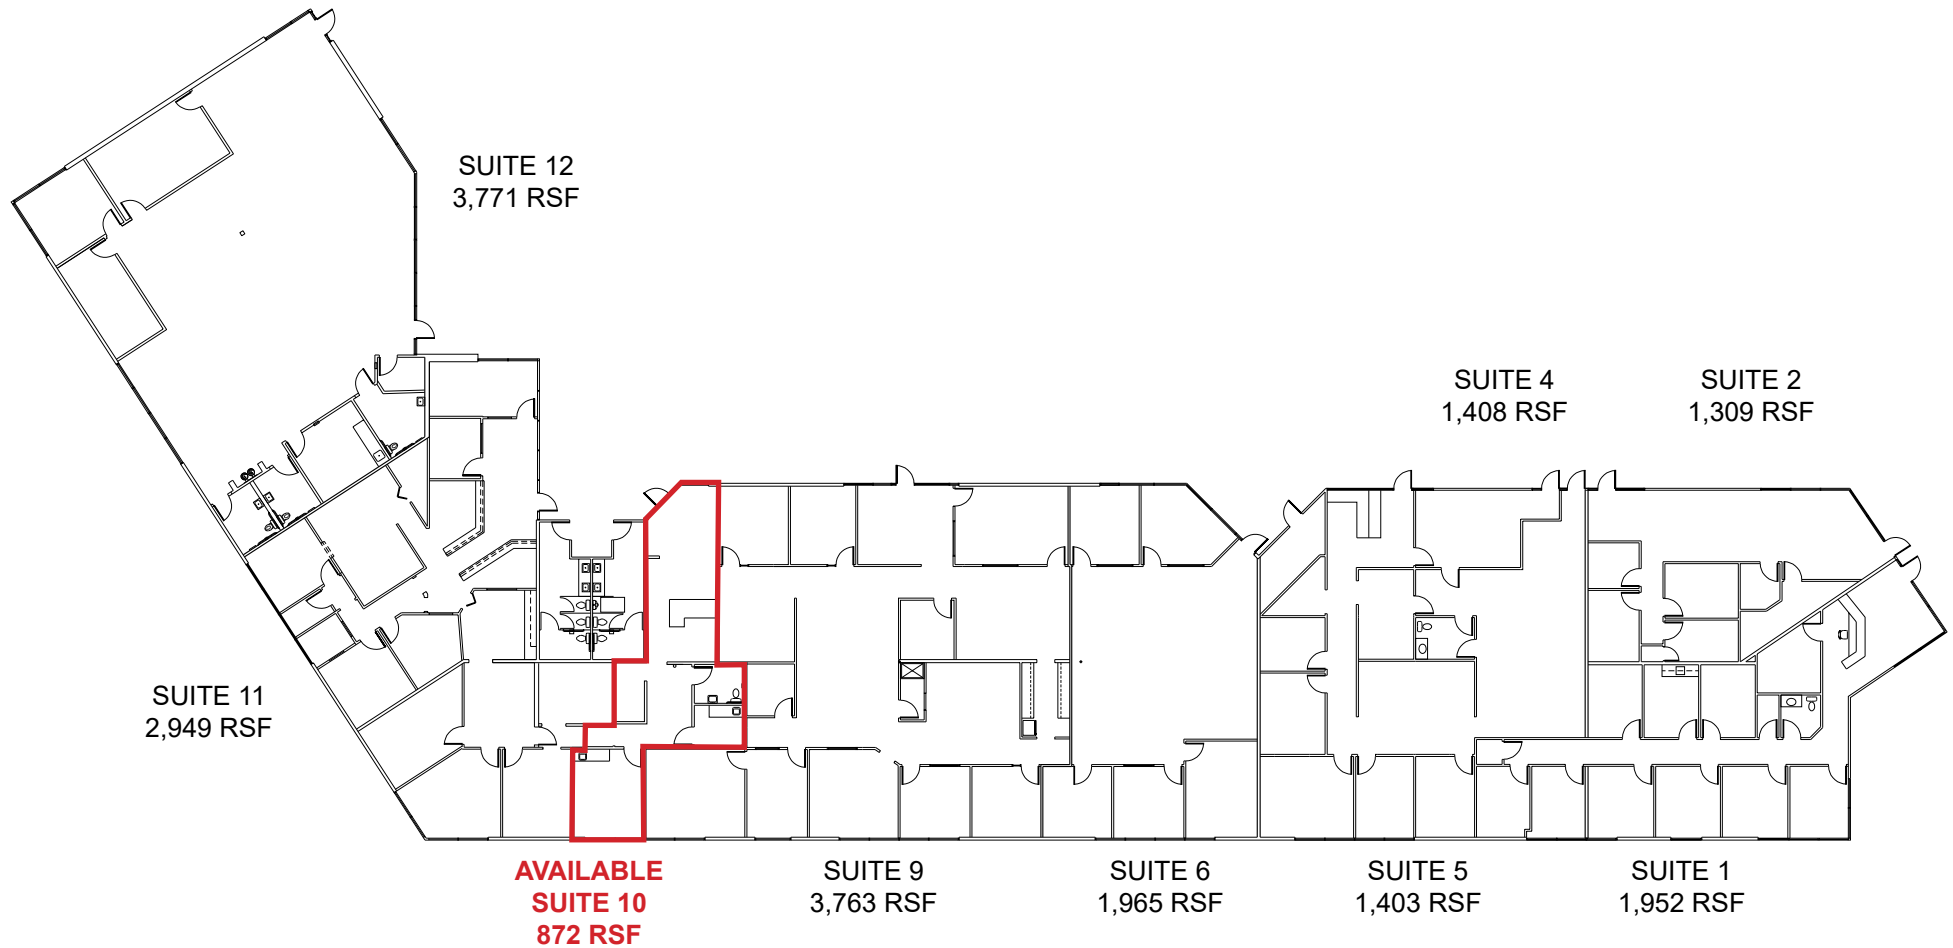 SUITE 12
3,771 RSF
SUITE 4
1,408 RSF
SUITE 2
1,309 RSF
SUITE 11
2,949 RSF
AVAILABLE
SUITE 10
872 RSF
SUITE 9
3,763 RSF
SUITE 6
1,965 RSF
SUITE 5
1,403 RSF
SUITE 1
1,952 RSF